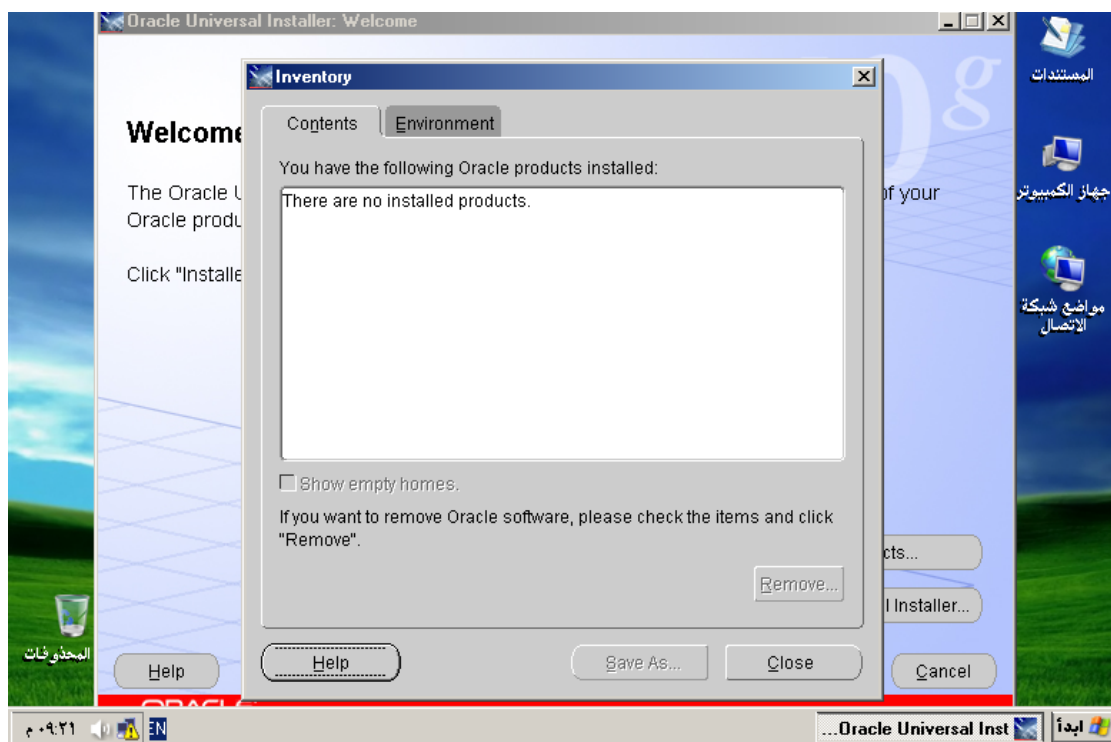 Oracle Universal Installer: Welcome
Inventory
Contents
Environment
You have the following Oracle products installed:
There are no installed products.
Show empty homes.
If you want to remove Oracle software, please check the items and click
"Remove".
Remove...
Help
Save As...
Close
Welcome
The Oracle U
of your
Oracle produ
Click "Installe
cts...
l Installer...
Help
Cancel
g
ORACLE
المستندات
جهاز الكمبيوتر
مواضع شبكة
الاتصال
المحذوفات
٠٩:٢١ م
EN
...Oracle Universal Inst
ابدأ